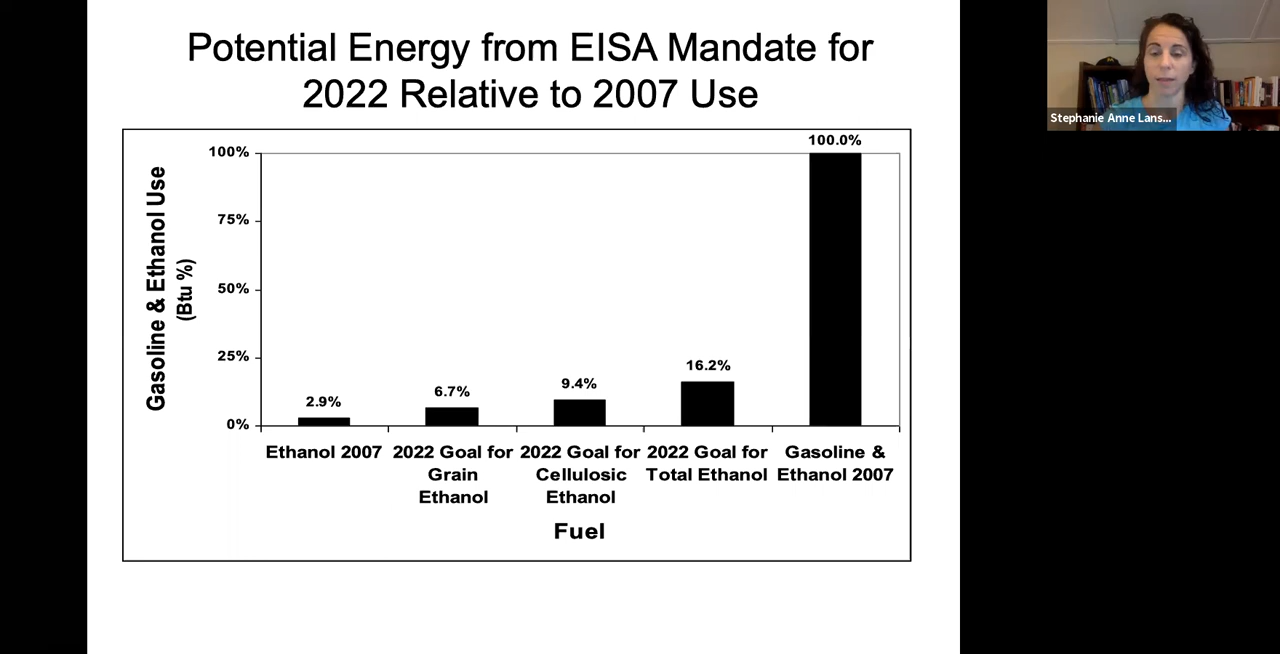 Potential Energy from EISA Mandate for
2022 Relative to 2007 Use
Stephanie Anne Lans...
Gasoline & Ethanol Use
(Btu %)
100%
75%
50%
25%
0%
2.9%
6.7%
9.4%
16.2%
100.0%
Ethanol 2007
2022 Goal for
Grain
Ethanol
2022 Goal for
Cellulosic
Ethanol
2022 Goal for
Total Ethanol
Gasoline &
Ethanol 2007
Fuel